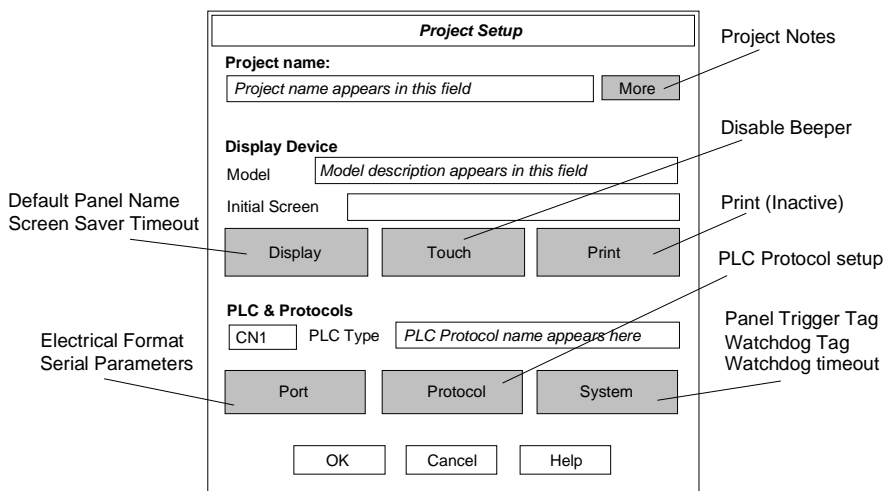 Project Setup
Project name:
Project name appears in this field
More
Project Notes
Display Device
Disable Beeper
Model
Model description appears in this field
Default Panel Name
Screen Saver Timeout
Initial Screen
Print (Inactive)
Display
Touch
Print
PLC Protocol setup
PLC & Protocols
CN1
PLC Type
PLC Protocol name appears here
Electrical Format
Serial Parameters
Panel Trigger Tag
Watchdog Tag
Watchdog timeout
Port
Protocol
System
OK
Cancel
Help